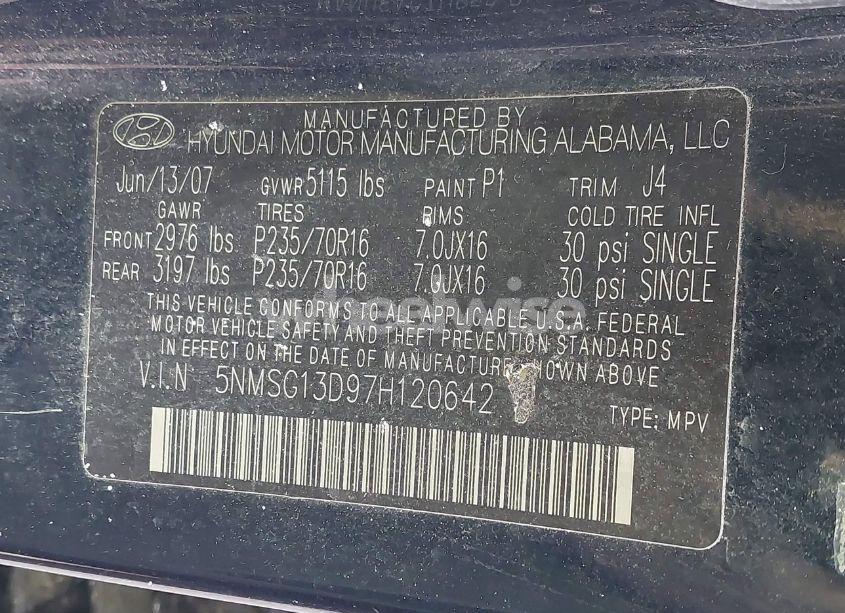 MANUFACTURED BY
HYUNDAI MOTOR MANUFACTURING ALABAMA, LLC
Jun/13/07 GVWR 5115 lbs PAINT P1 TRIM J4
GAWR TIRES RIMS COLD TIRE INFL
FRONT 2976 lbs P235/70R16 7.0JX16 30 psi SINGLE
REAR 3197 lbs P235/70R16 7.0JX16 30 psi SINGLE
THIS VEHICLE CONFORMS TO ALL APPLICABLE U.S.A. FEDERAL
MOTOR VEHICLE SAFETY AND THEFT PREVENTION STANDARDS
IN EFFECT ON THE DATE OF MANUFACTURE SHOWN ABOVE
V.I.N 5NMSG13D97H120642
TYPE: MPV